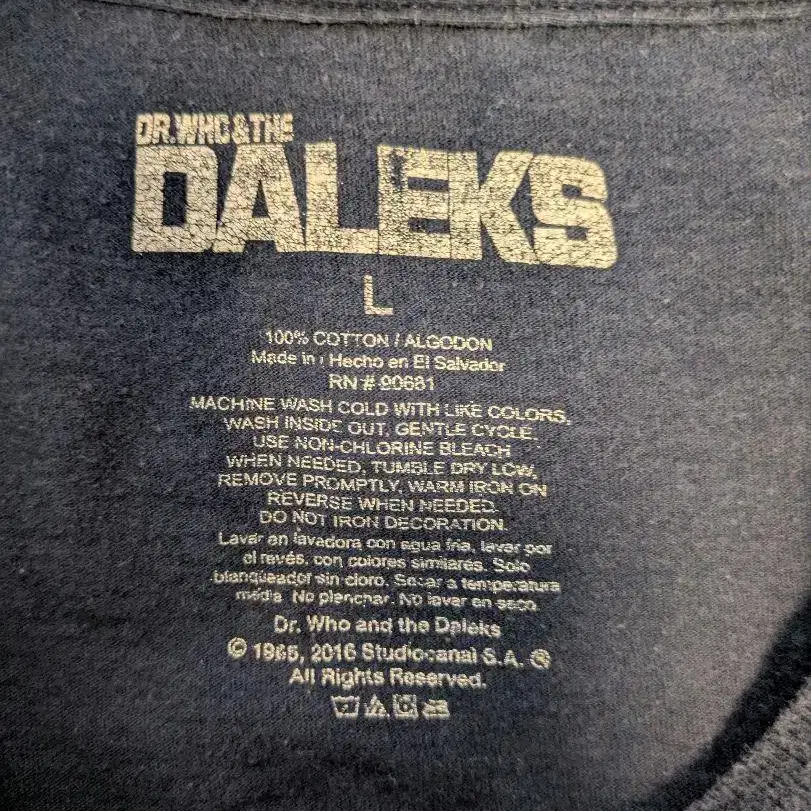 DR.WHO & THE
DALEKS
L
100% COTTON / ALGODON
Made in / Hecho en El Salvador
RN # 90681
MACHINE WASH COLD WITH LIKE COLORS,
WASH INSIDE OUT, GENTLE CYCLE,
USE NON-CHLORINE BLEACH
WHEN NEEDED, TUMBLE DRY LOW,
REMOVE PROMPTLY, WARM IRON ON
REVERSE WHEN NEEDED.
DO NOT IRON DECORATION.
Lavar en lavadora con agua fria, lavar por
el revés, con colores similares. Solo
blanqueador sin cloro. Secar a temperatura
média. No planchar. No lavar en seco.
Dr. Who and the Daleks
© 1965, 2016 Studiocanal S.A. ®
All Rights Reserved.